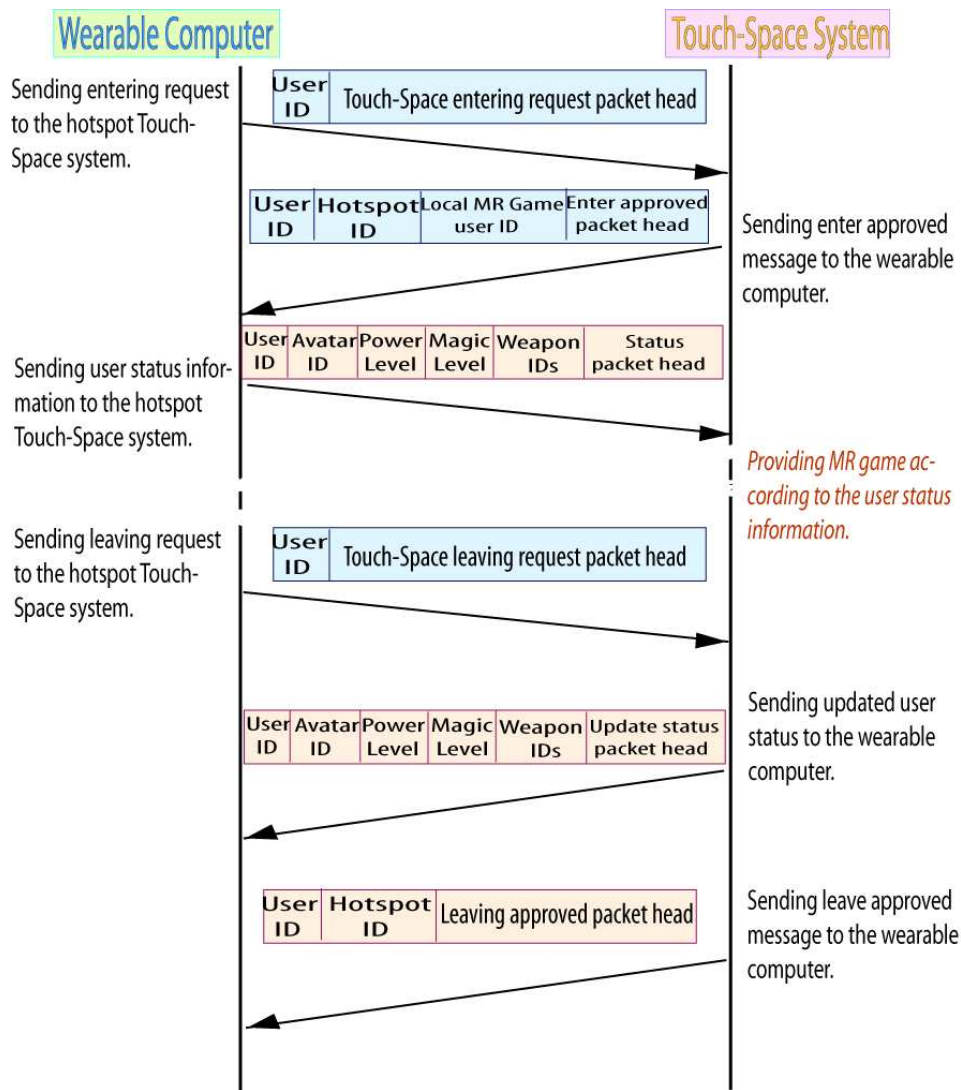 Wearable Computer
Touch-Space System
Sending entering request
to the hotspot Touch-
Space system.
User
ID
Touch-Space entering request packet head
User
ID
Hotspot
ID
Local MR Game
user ID
Enter approved
packet head
Sending enter approved
message to the wearable
computer.
User
ID
Avatar
ID
Power
Level
Magic
Level
Weapon
IDs
Status
packet head
Sending user status infor-
mation to the hotspot
Touch-Space system.
Providing MR game ac-
cording to the user status
information.
Sending leaving request
to the hotspot Touch-
Space system.
User
ID
Touch-Space leaving request packet head
Sending updated user
status to the wearable
computer.
User
ID
Avatar
ID
Power
Level
Magic
Level
Weapon
IDs
Update status
packet head
User
ID
Hotspot
ID
Leaving approved packet head
Sending leave approved
message to the wearable
computer.